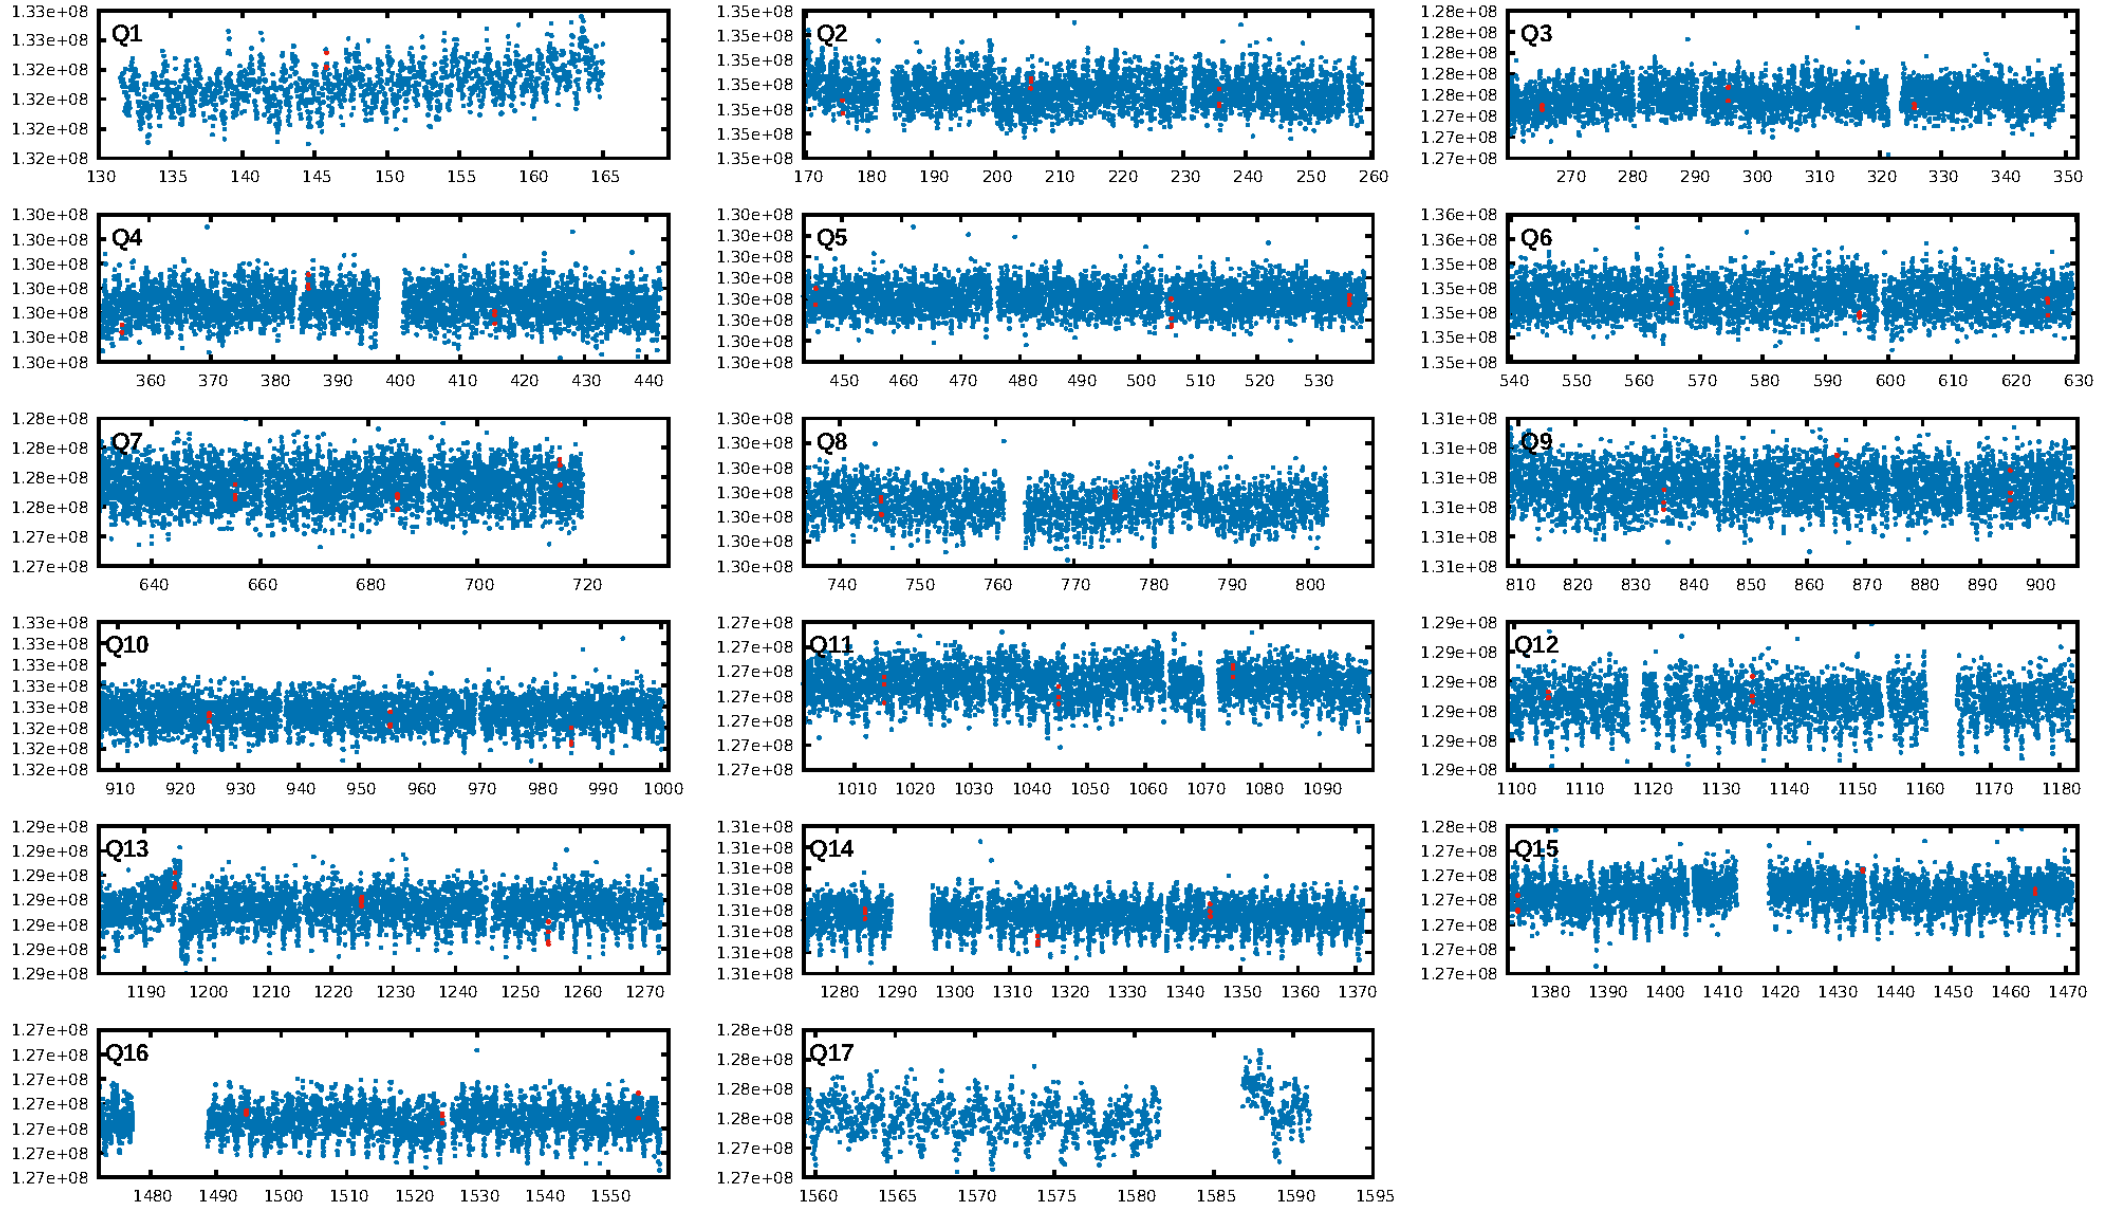 1.33e+08 1.33e+08 1.32e+08 1.32e+08 1.32e+08 1.32e+08
Q1
130 135 140 145 150 155 160 165
1.35e+08 1.35e+08 1.35e+08 1.35e+08 1.35e+08 1.35e+08 1.35e+08
Q2
170 180 190 200 210 220 230 240 250 260
1.28e+08 1.28e+08 1.28e+08 1.28e+08 1.28e+08 1.27e+08 1.27e+08 1.27e+08
Q3
270 280 290 300 310 320 330 340 350
1.30e+08 1.30e+08 1.30e+08 1.30e+08 1.30e+08 1.30e+08 1.30e+08
Q4
360 370 380 390 400 410 420 430 440
1.30e+08 1.30e+08 1.30e+08 1.30e+08 1.30e+08 1.30e+08 1.30e+08 1.30e+08
Q5
450 460 470 480 490 500 510 520 530
1.36e+08 1.36e+08 1.35e+08 1.35e+08 1.35e+08 1.35e+08 1.35e+08
Q6
540 550 560 570 580 590 600 610 620 630
1.28e+08 1.28e+08 1.28e+08 1.28e+08 1.27e+08 1.27e+08
Q7
640 660 680 700 720
1.30e+08 1.30e+08 1.30e+08 1.30e+08 1.30e+08 1.30e+08 1.30e+08
Q8
740 750 760 770 780 790 800
1.31e+08 1.31e+08 1.31e+08 1.31e+08 1.31e+08 1.31e+08
Q9
810 820 830 840 850 860 870 880 890 900
1.33e+08 1.33e+08 1.33e+08 1.33e+08 1.33e+08 1.32e+08 1.32e+08 1.32e+08
Q10
910 920 930 940 950 960 970 980 990 1000
1.27e+08 1.27e+08 1.27e+08 1.27e+08 1.27e+08 1.27e+08 1.27e+08
Q11
1010 1020 1030 1040 1050 1060 1070 1080 1090
1.29e+08 1.29e+08 1.29e+08 1.29e+08 1.29e+08 1.29e+08
Q12
1100 1110 1120 1130 1140 1150 1160 1170 1180
1.29e+08 1.29e+08 1.29e+08 1.29e+08 1.29e+08 1.29e+08 1.29e+08
Q13
1190 1200 1210 1220 1230 1240 1250 1260 1270
1.31e+08 1.31e+08 1.31e+08 1.31e+08 1.31e+08 1.31e+08 1.31e+08 1.31e+08
Q14
1280 1290 1300 1310 1320 1330 1340 1350 1360 1370
1.28e+08 1.27e+08 1.27e+08 1.27e+08 1.27e+08 1.27e+08 1.27e+08
Q15
1380 1390 1400 1410 1420 1430 1440 1450 1460 1470
1.27e+08 1.27e+08 1.27e+08 1.27e+08 1.27e+08 1.27e+08 1.27e+08
Q16
1480 1490 1500 1510 1520 1530 1540 1550
1.28e+08 1.28e+08 1.28e+08 1.28e+08 1.27e+08 1.27e+08
Q17
1560 1565 1570 1575 1580 1585 1590 1595